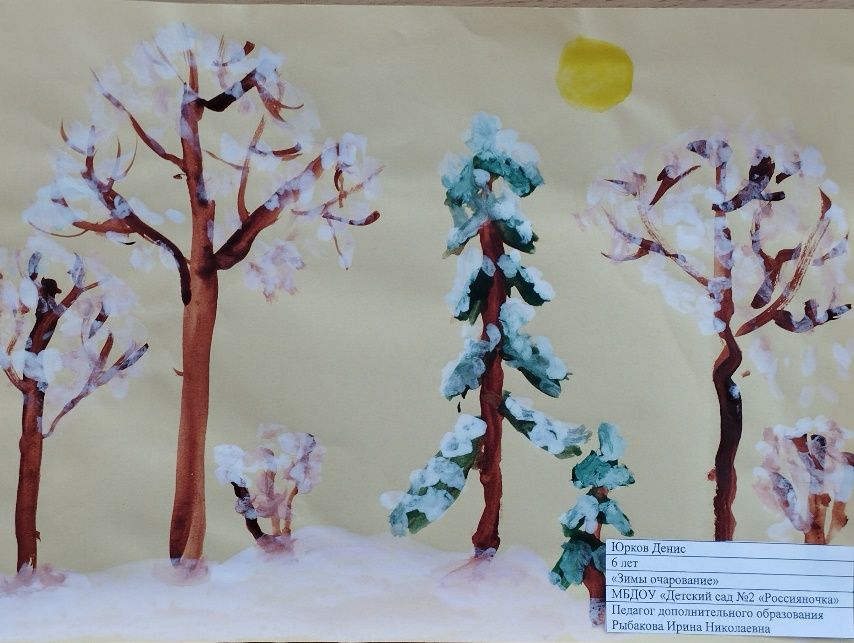 Юрков Денис
6 лет
«Зимы очарование»
МБДОУ «Детский сад №2 «Россияночка»
Педагог дополнительного образования
Рыбакова Ирина Николаевна